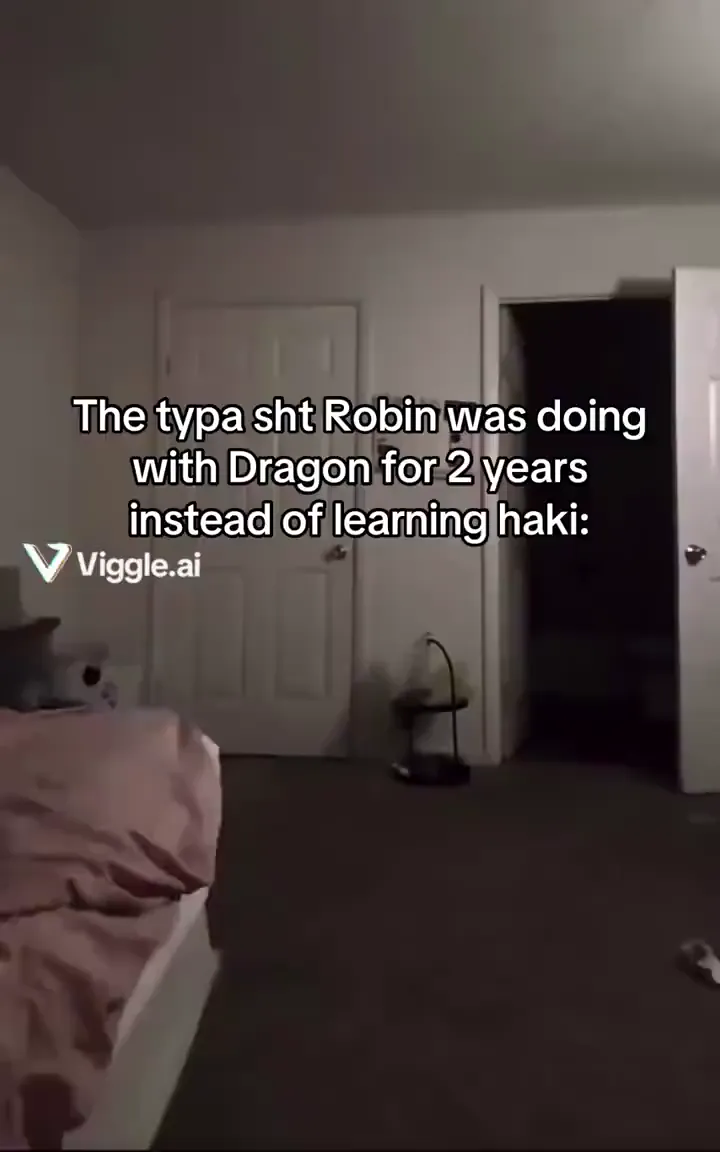 The typa sht Robin was doing
with Dragon for 2 years
instead of learning haki:
Viggle.ai